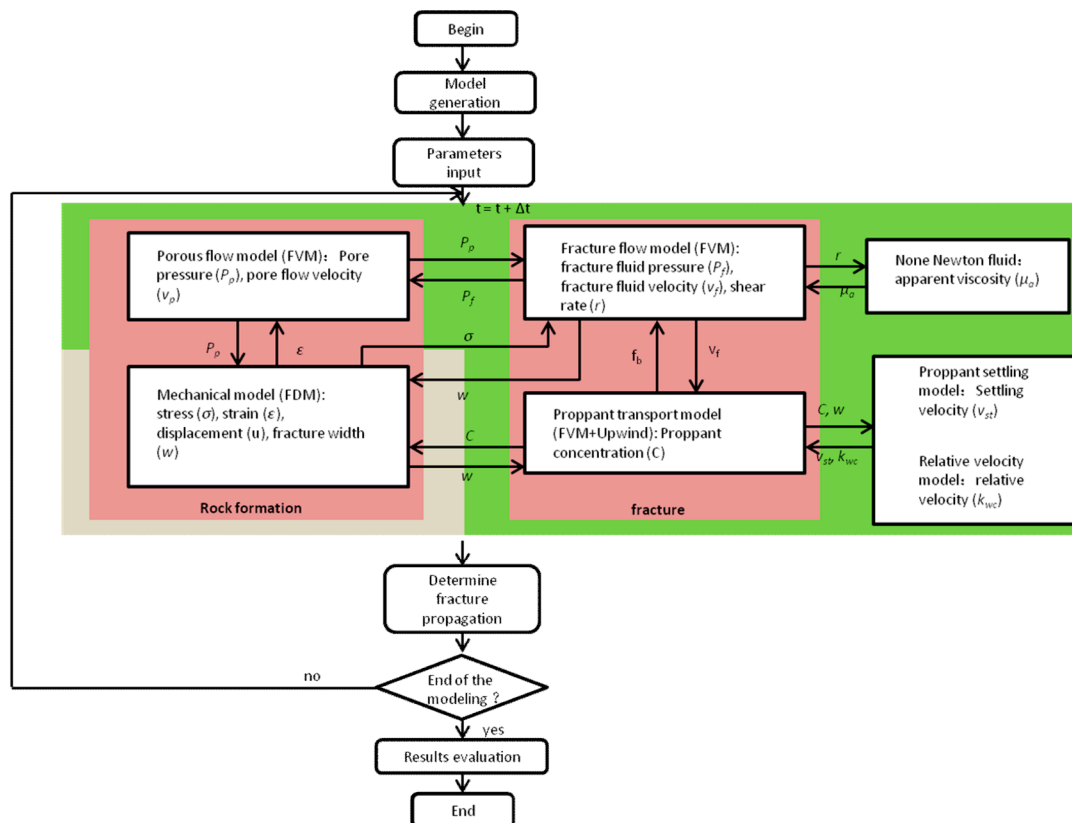 Begin
Model
generation
Parameters
input
t = t + Δt
Porous flow model (FVM)：Pore
pressure (Pp), pore flow velocity
(vp)
Pp
Pf
Fracture flow model (FVM):
fracture fluid pressure (Pf),
fracture fluid velocity (vf), shear
rate (r)
r
μa
None Newton fluid：
apparent viscosity (μa)
Pp
ε
σ
w
fb
vf
Mechanical model (FDM):
stress (σ), strain (ε),
displacement (u), fracture width
(w)
C
w
Proppant transport model
(FVM+Upwind): Proppant
concentration (C)
C, w
vst, kwc
Proppant settling
model：Settling
velocity (vst)
Relative velocity
model：relative
velocity (kwc)
Rock formation
fracture
Determine
fracture
propagation
no
End of the
modeling？
yes
Results evaluation
End